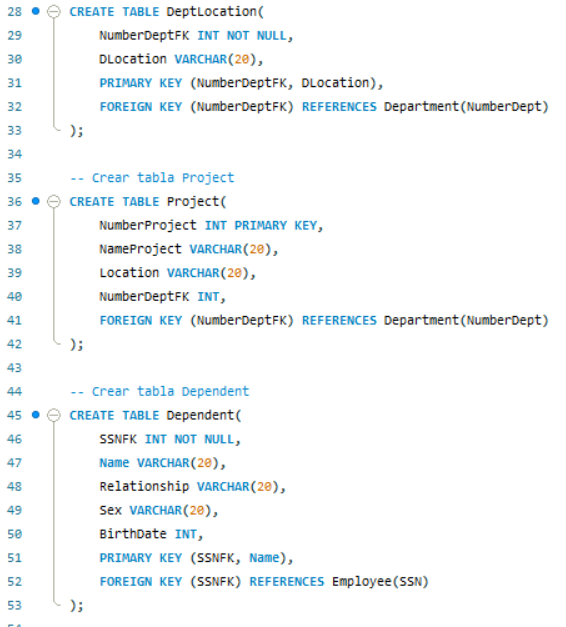 28 CREATE TABLE DeptLocation(
29 NumberDeptFK INT NOT NULL,
30 DLocation VARCHAR(20),
31 PRIMARY KEY (NumberDeptFK, DLocation),
32 FOREIGN KEY (NumberDeptFK) REFERENCES Department(NumberDept)
33 );
34
35 -- Crear tabla Project
36 CREATE TABLE Project(
37 NumberProject INT PRIMARY KEY,
38 NameProject VARCHAR(20),
39 Location VARCHAR(20),
40 NumberDeptFK INT,
41 FOREIGN KEY (NumberDeptFK) REFERENCES Department(NumberDept)
42 );
43
44 -- Crear tabla Dependent
45 CREATE TABLE Dependent(
46 SSNFK INT NOT NULL,
47 Name VARCHAR(20),
48 Relationship VARCHAR(20),
49 Sex VARCHAR(20),
50 BirthDate INT,
51 PRIMARY KEY (SSNFK, Name),
52 FOREIGN KEY (SSNFK) REFERENCES Employee(SSN)
53 );